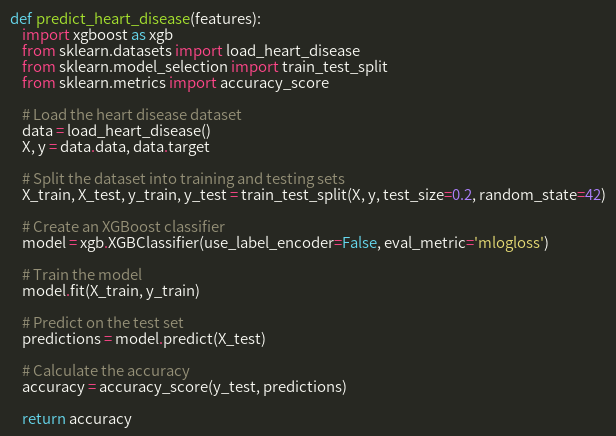 def predict_heart_disease(features):
    import xgboost as xgb
    from sklearn.datasets import load_heart_disease
    from sklearn.model_selection import train_test_split
    from sklearn.metrics import accuracy_score

    # Load the heart disease dataset
    data = load_heart_disease()
    X, y = data.data, data.target

    # Split the dataset into training and testing sets
    X_train, X_test, y_train, y_test = train_test_split(X, y, test_size=0.2, random_state=42)

    # Create an XGBoost classifier
    model = xgb.XGBClassifier(use_label_encoder=False, eval_metric='mlogloss')

    # Train the model
    model.fit(X_train, y_train)

    # Predict on the test set
    predictions = model.predict(X_test)

    # Calculate the accuracy
    accuracy = accuracy_score(y_test, predictions)

    return accuracy